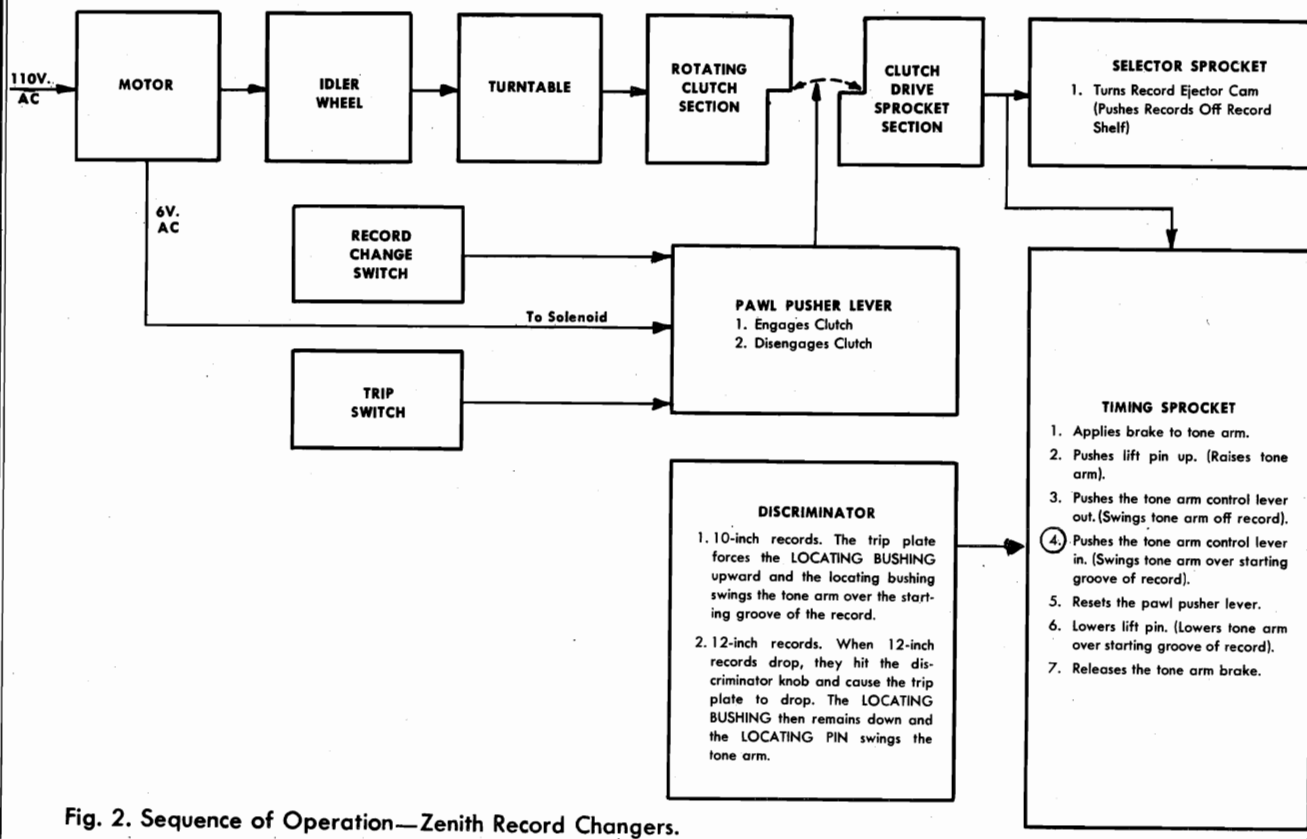 110V.
AC
MOTOR
IDLER
WHEEL
TURNTABLE
ROTATING
CLUTCH
SECTION
CLUTCH
DRIVE
SPROCKET
SECTION
SELECTOR SPROCKET
1. Turns Record Ejector Cam
(Pushes Records Off Record
Shelf)
6V.
AC
RECORD
CHANGE
SWITCH
To Solenoid
TRIP
SWITCH
PAWL PUSHER LEVER
1. Engages Clutch
2. Disengages Clutch
DISCRIMINATOR
1. 10-inch records. The trip plate
forces the LOCATING BUSHING
upward and the locating bushing
swings the tone arm over the start-
ing groove of the record.
2. 12-inch records. When 12-inch
records drop, they hit the dis-
criminator knob and cause the trip
plate to drop. The LOCATING
BUSHING then remains down and
the LOCATING PIN swings the
tone arm.
TIMING SPROCKET
1. Applies brake to tone arm.
2. Pushes lift pin up. (Raises tone
arm).
3. Pushes the tone arm control lever
out. (Swings tone arm off record).
4. Pushes the tone arm control lever
in. (Swings tone arm over starting
groove of record).
5. Resets the pawl pusher lever.
6. Lowers lift pin. (Lowers tone arm
over starting groove of record).
7. Releases the tone arm brake.
Fig. 2. Sequence of Operation—Zenith Record Changers.